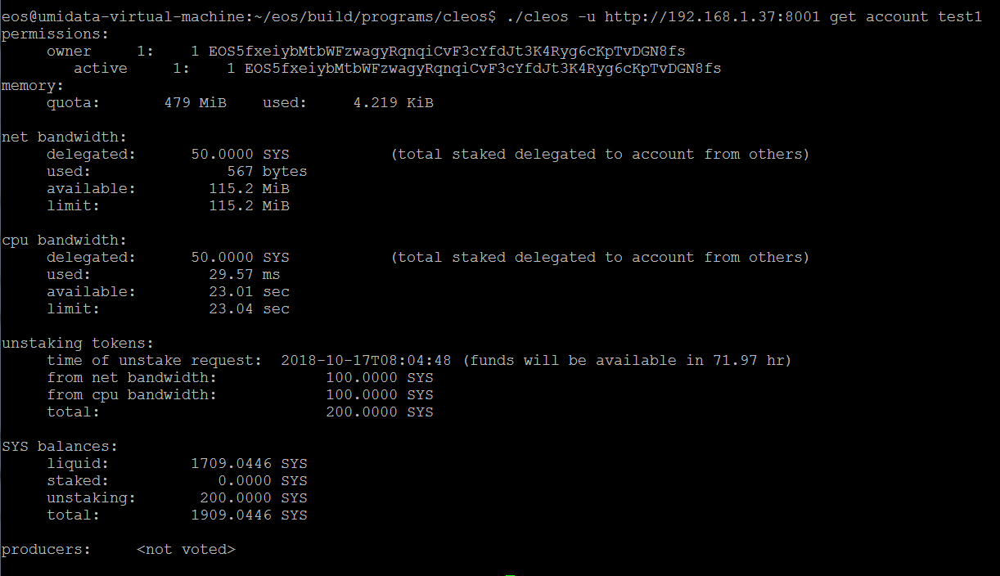 eos@umidata-virtual-machine:~/eos/build/programs/cleos$ ./cleos -u http://192.168.1.37:8001 get account test1
permissions:
     owner     1:    1 EOS5fxeiybMtbWFzwagyRqnqiCvF3cYfdJt3K4Ryg6cKpTvDGN8fs
        active     1:    1 EOS5fxeiybMtbWFzwagyRqnqiCvF3cYfdJt3K4Ryg6cKpTvDGN8fs
memory:
     quota:       479 MiB    used:     4.219 KiB

net bandwidth:
     delegated:      50.0000 SYS           (total staked delegated to account from others)
     used:               567 bytes
     available:        115.2 MiB
     limit:            115.2 MiB

cpu bandwidth:
     delegated:      50.0000 SYS           (total staked delegated to account from others)
     used:             29.57 ms
     available:        23.01 sec
     limit:            23.04 sec

unstaking tokens:
     time of unstake request:  2018-10-17T08:04:48 (funds will be available in 71.97 hr)
     from net bandwidth:            100.0000 SYS
     from cpu bandwidth:            100.0000 SYS
     total:                         200.0000 SYS

SYS balances:
     liquid:         1709.0446 SYS
     staked:            0.0000 SYS
     unstaking:       200.0000 SYS
     total:          1909.0446 SYS

producers:     <not voted>